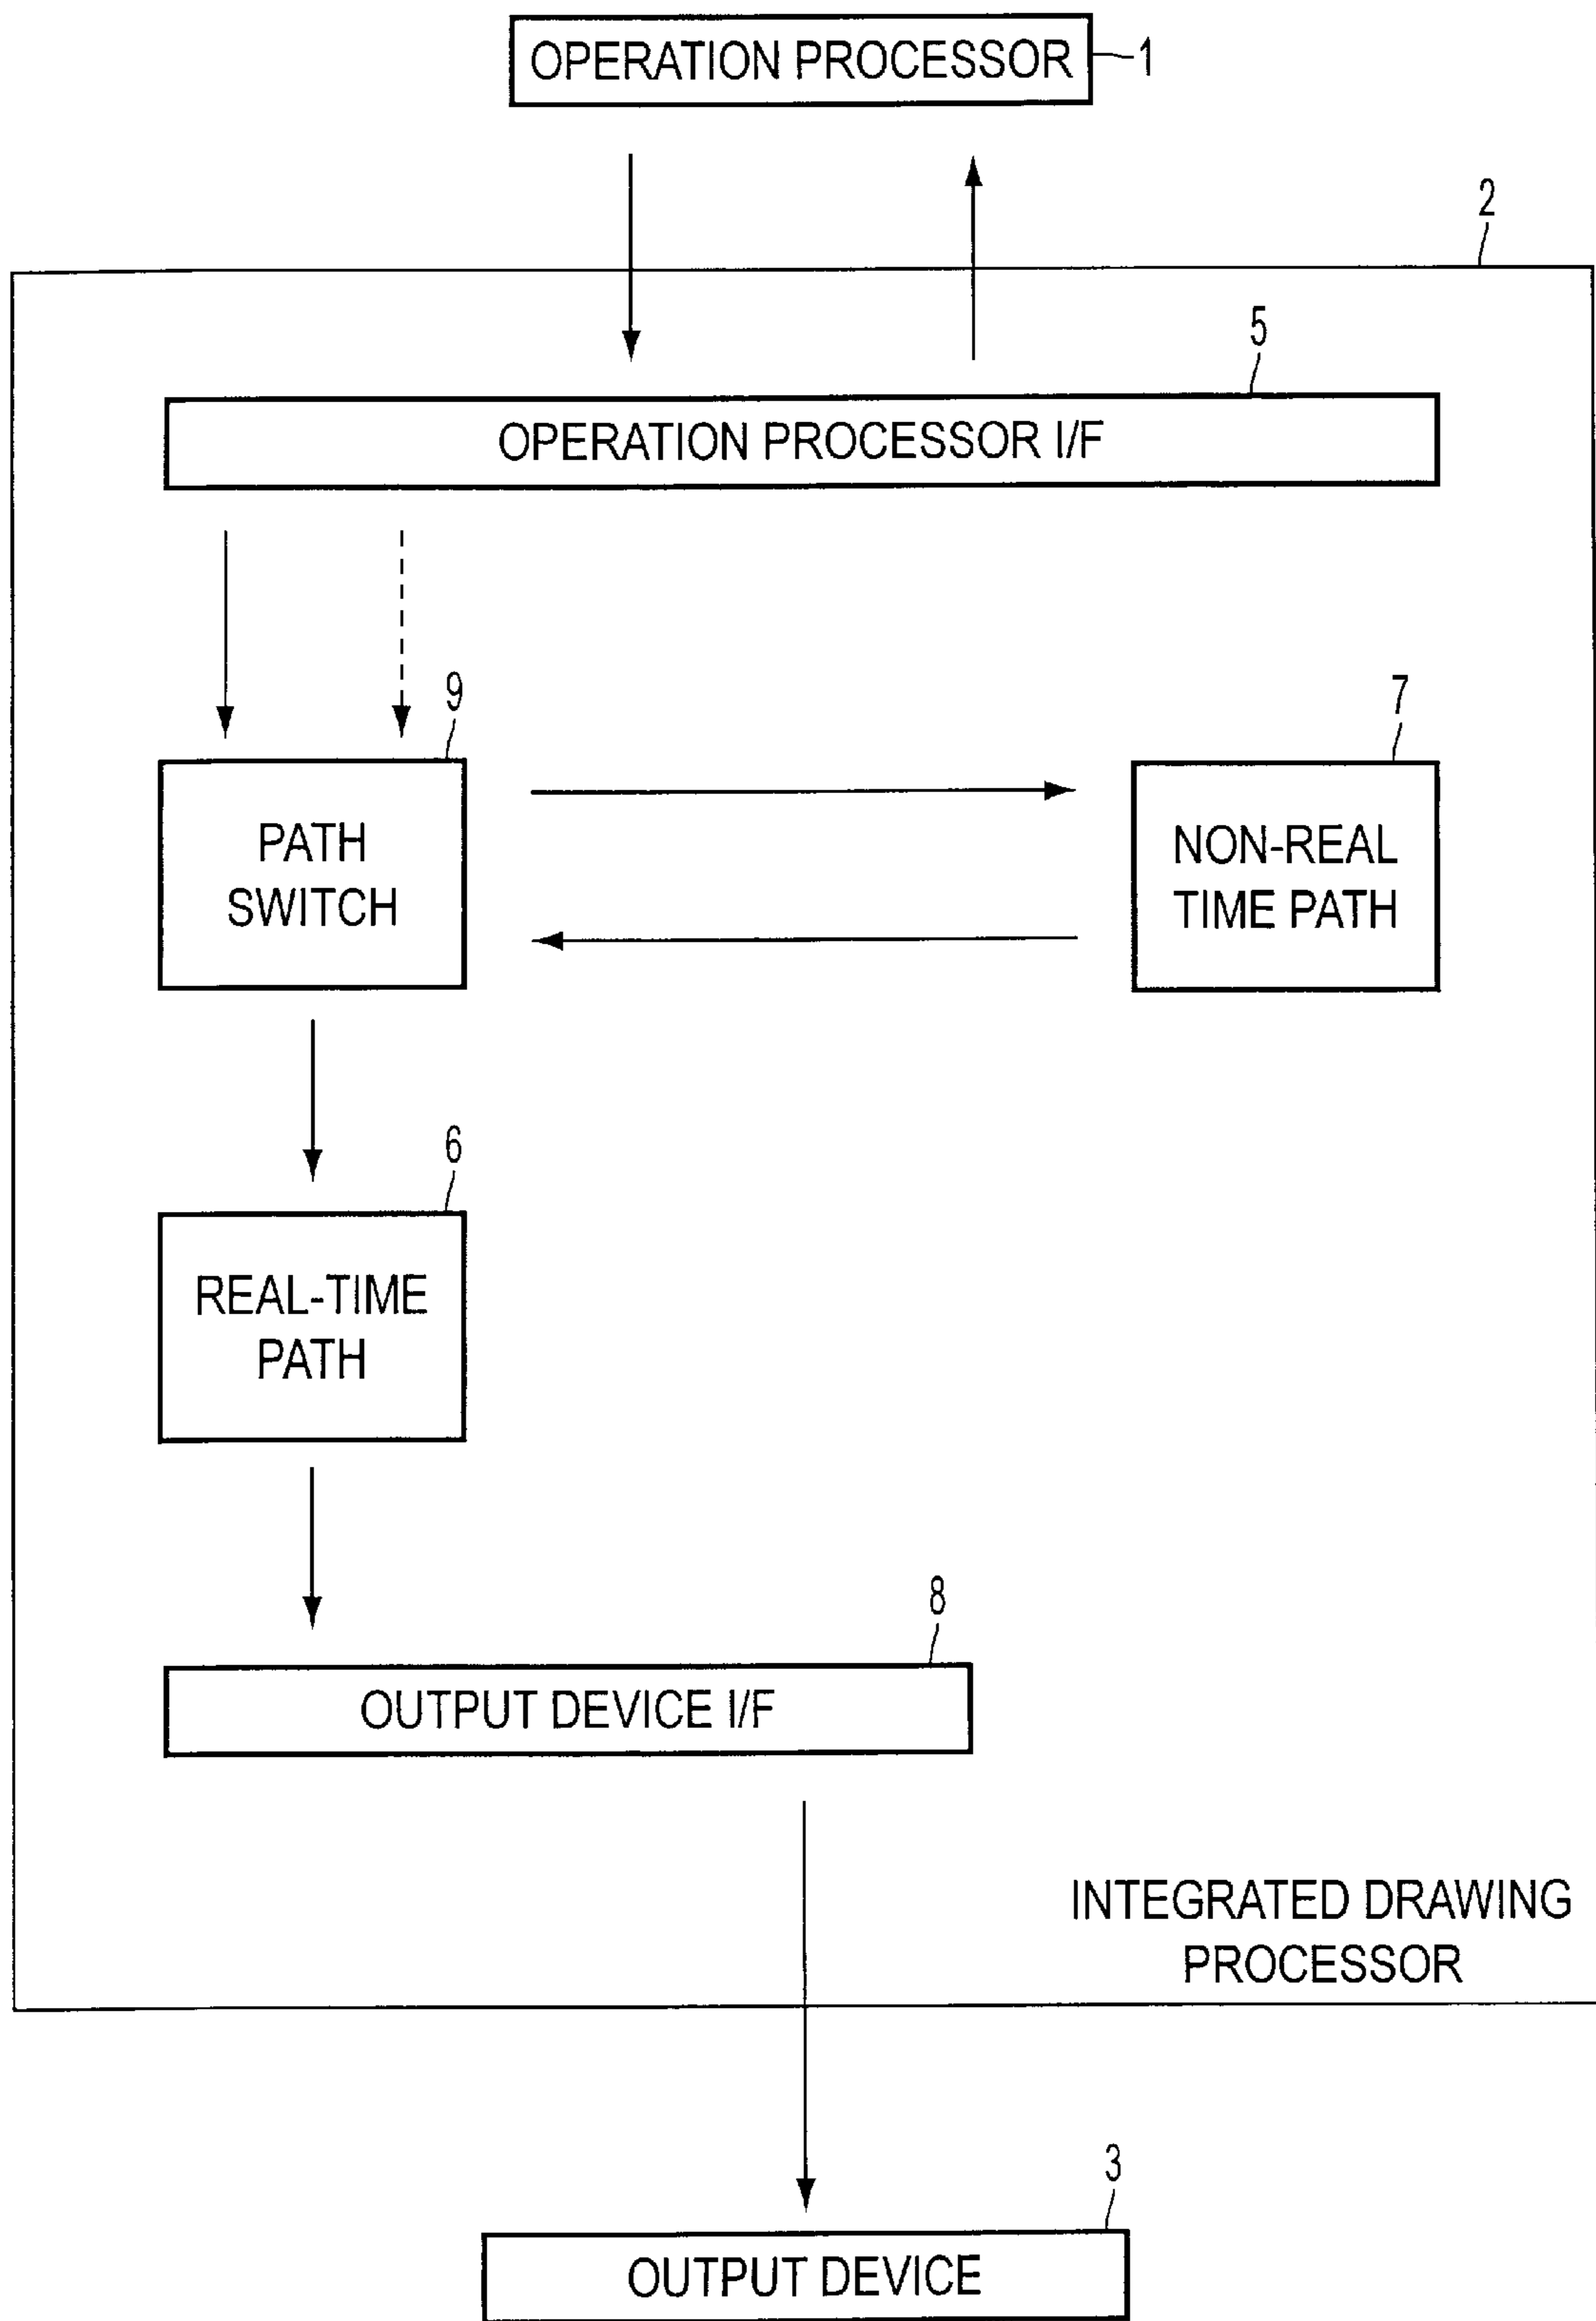 OPERATION PROCESSOR
1
2
5
OPERATION PROCESSOR I/F
9
7
PATH
SWITCH
NON-REAL
TIME PATH
6
REAL-TIME
PATH
8
OUTPUT DEVICE I/F
INTEGRATED DRAWING
PROCESSOR
3
OUTPUT DEVICE